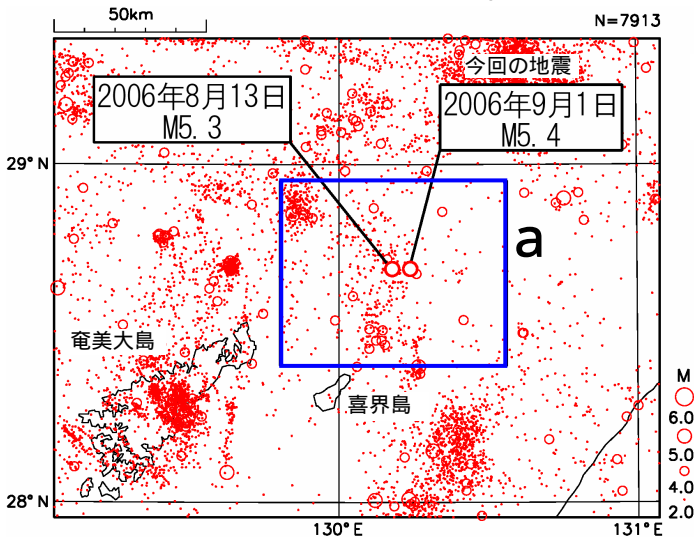 50km
N=7913
今回の地震
2006年8月13日
M5.3
2006年9月1日
M5.4
29°N
a
奄美大島
喜界島
M
6.0
5.0
4.0
2.0
28°N
130°E
131°E